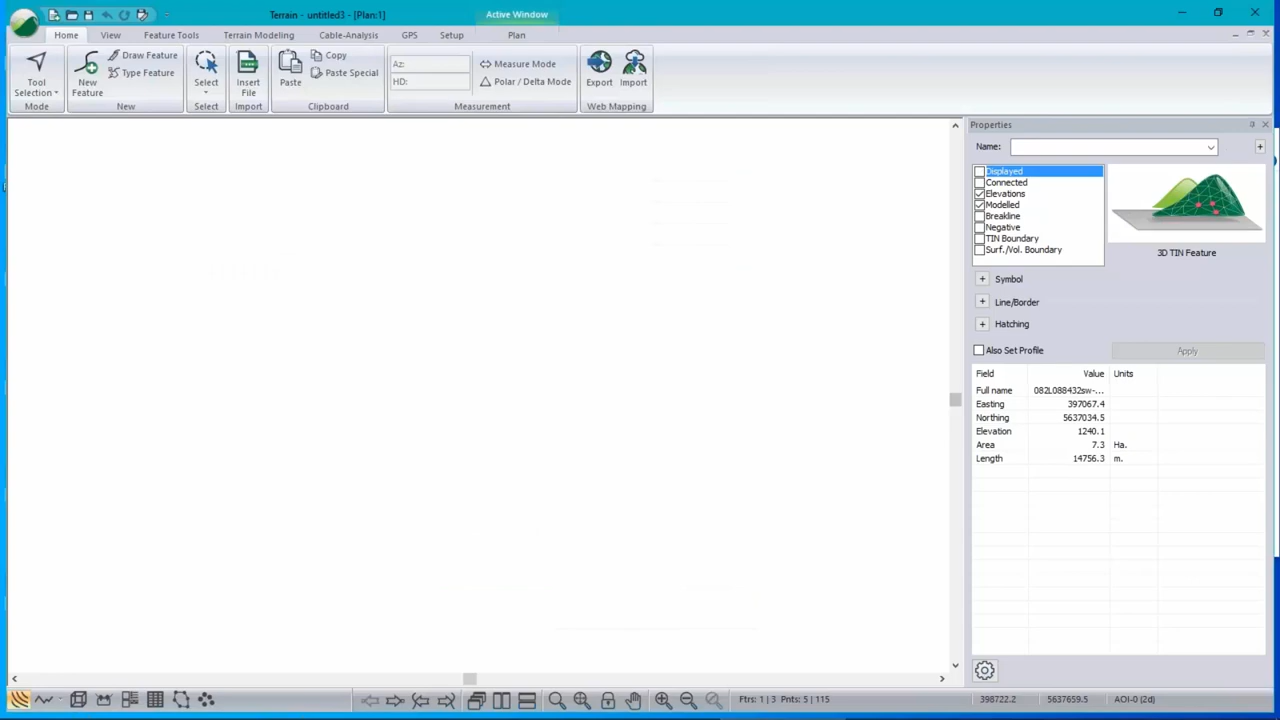 Terrain - untitled3 - [Plan:1]
Active Window
Home
View
Feature Tools
Terrain Modeling
Cable-Analysis
GPS
Setup
Plan
Tool
Selection
Mode
New
Feature
Draw Feature
Type Feature
New
Select
Select
Insert
File
Import
Paste
Copy
Paste Special
Clipboard
Az:
HD:
Measure Mode
Polar / Delta Mode
Measurement
Export
Import
Web Mapping
Properties
Name:
Displayed
Connected
Elevations
Modelled
Breakline
Negative
TIN Boundary
Surf./Vol. Boundary
3D TIN Feature
Symbol
Line/Border
Hatching
Also Set Profile
Apply
Field Value Units
Full name 082L088432sw-...
Easting 397067.4
Northing 5637034.5
Elevation 1240.1
Area 7.3 Ha.
Length 14756.3 m.
Ftrs: 1 | 3 Pnts: 5 | 115
398722.2
5637659.5
AOI-0 (2d)